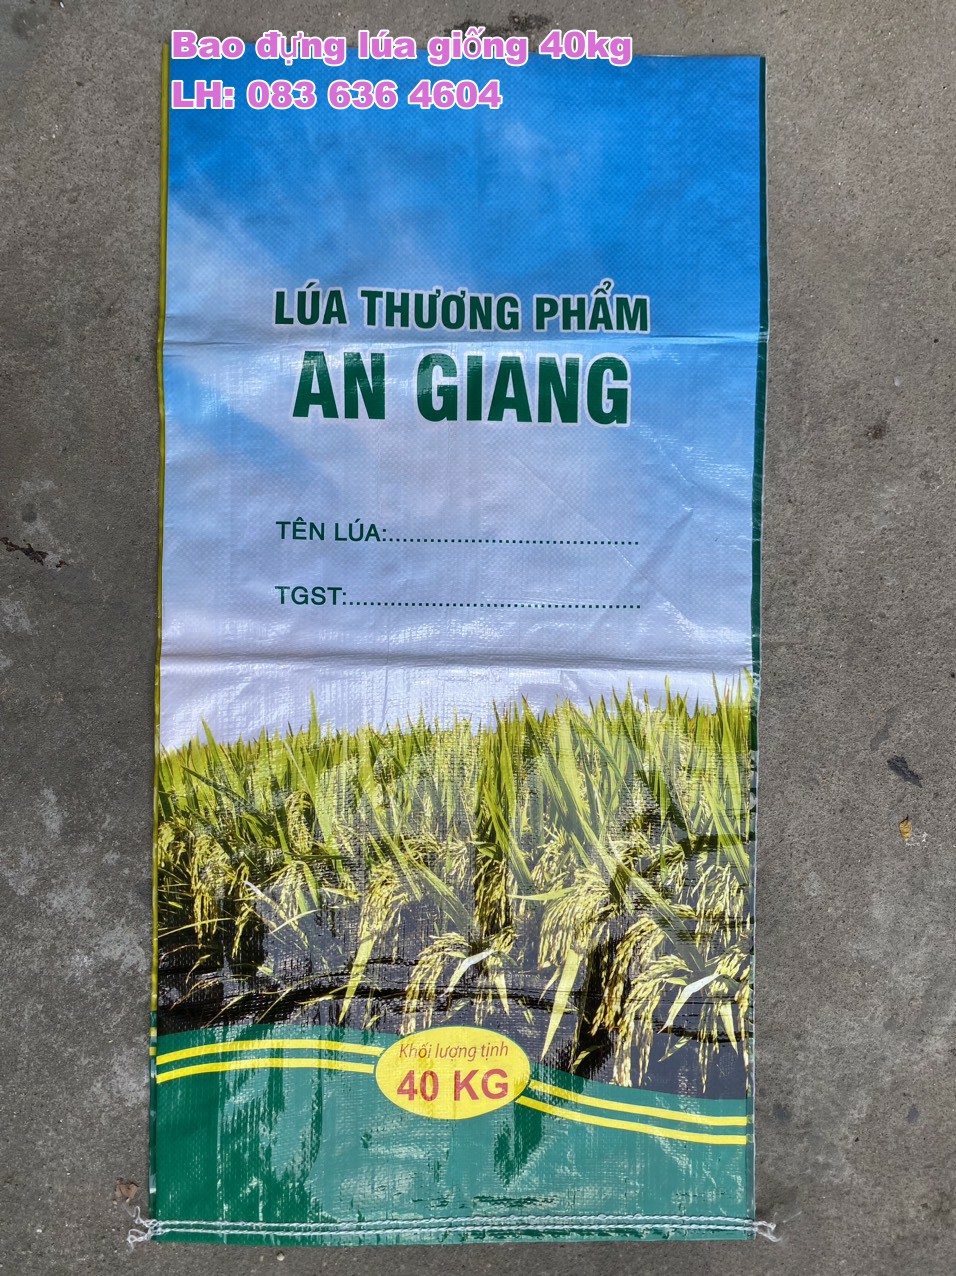 Bao đựng lúa giống 40kg
LH: 083 636 4604
LÚA THƯƠNG PHẨM
AN GIANG
TÊN LÚA:....................................
TGST:..........................................
Khối lượng tịnh
40 KG